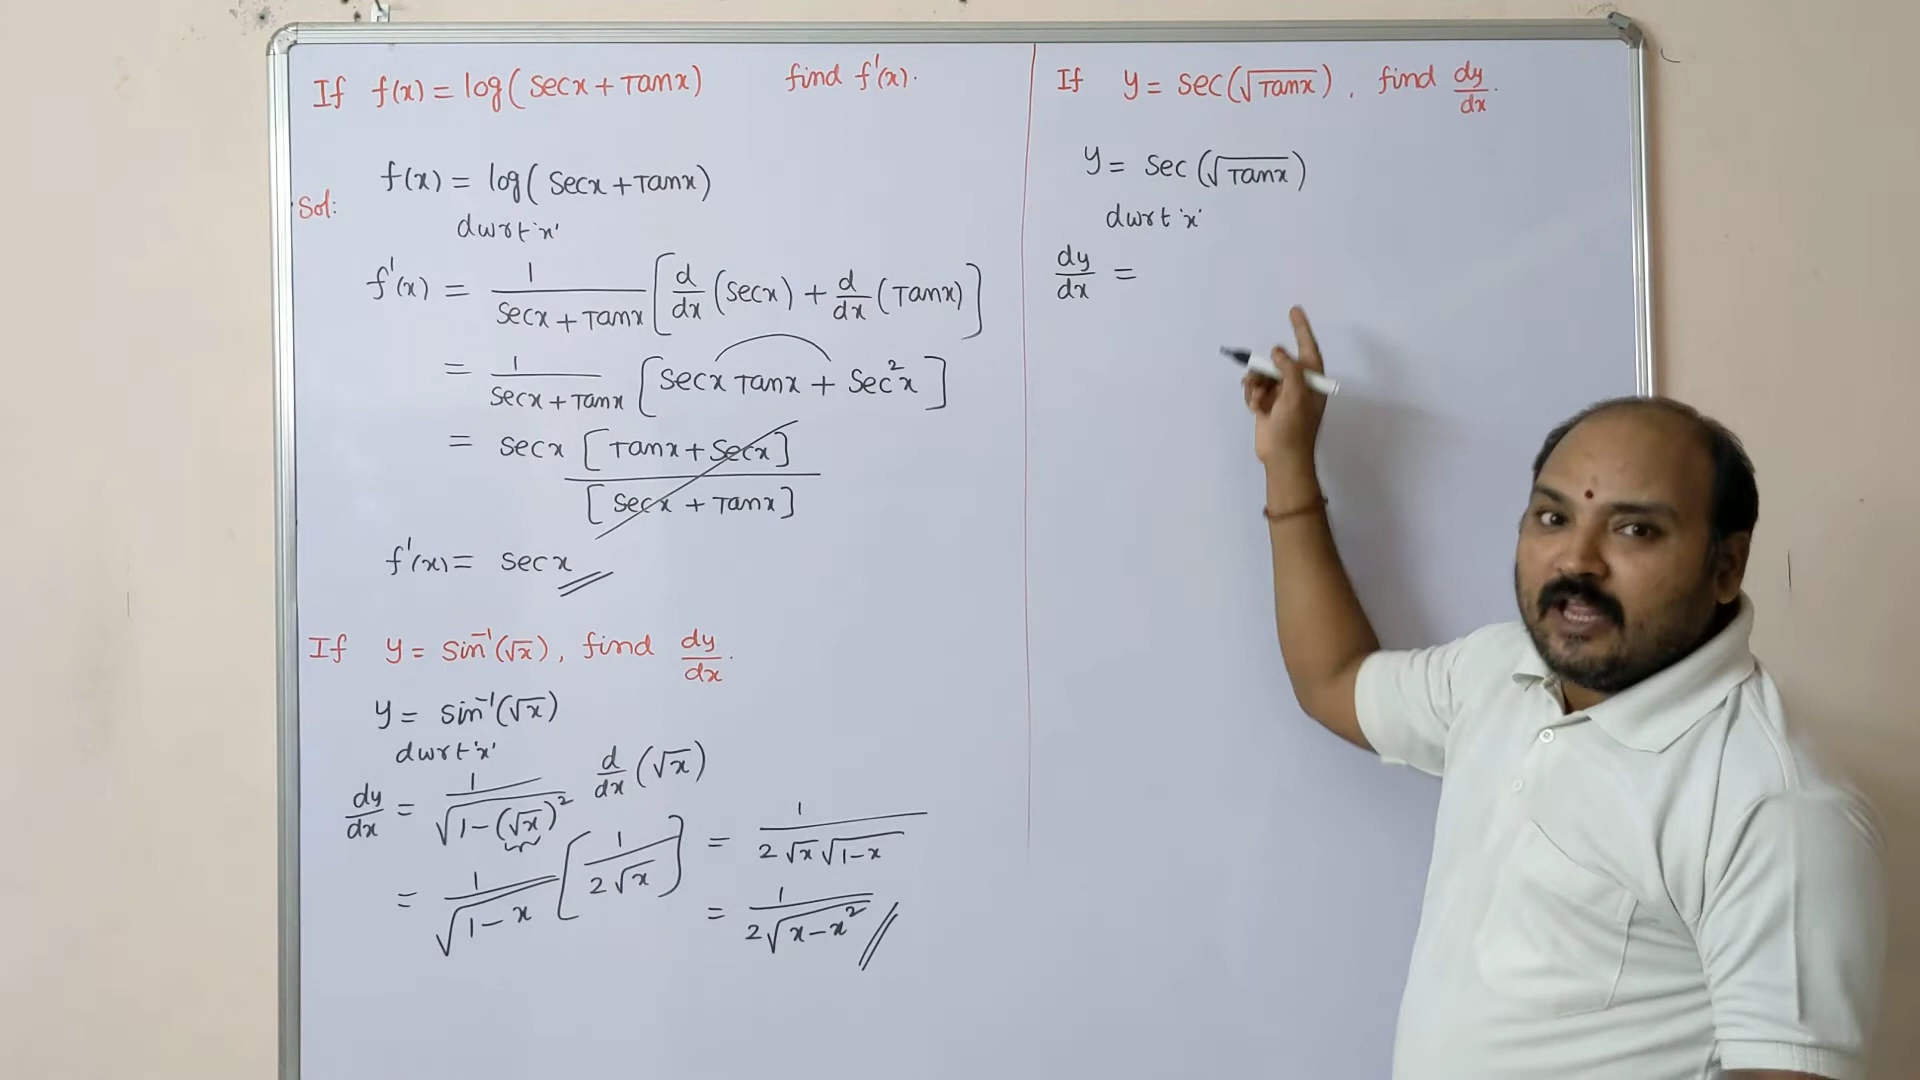 If f(x) = log(secx + Tanx) find f'(x).
Sol: f(x) = log(secx + Tanx)
dwrt 'x'
f'(x) = 1/(secx + Tanx) [d/dx (secx) + d/dx (Tanx)]
= 1/(secx + Tanx) [secx Tanx + sec²x]
= secx [Tanx + secx] / [secx + Tanx]
f'(x) = secx
If y = sin⁻¹(√x), find dy/dx.
y = sin⁻¹(√x)
dwrt 'x'
dy/dx = 1/√(1-(√x)²) d/dx (√x)
= 1/√(1-x) [1/(2√x)] = 1/(2√x √(1-x))
= 1/(2√(x-x²))
If y = sec(√Tanx), find dy/dx.
y = sec(√Tanx)
dwrt 'x'
dy/dx =